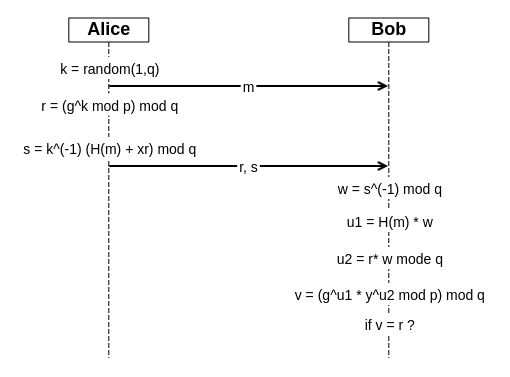 Alice
Bob
k = random(1,q)
m
r = (g^k mod p) mod q
s = k^(-1) (H(m) + xr) mod q
r, s
w = s^(-1) mod q
u1 = H(m) * w
u2 = r* w mode q
v = (g^u1 * y^u2 mod p) mod q
if v = r ?